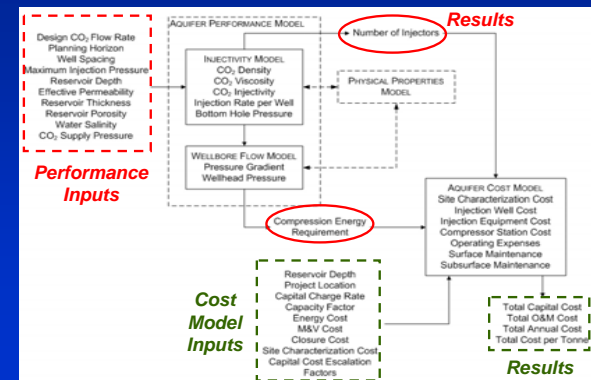 Results
AQUIFER PERFORMANCE MODEL
Design CO₂ Flow Rate
Planning Horizon
Well Spacing
Maximum Injection Pressure
Reservoir Depth
Effective Permeability
Reservoir Thickness
Reservoir Porosity
Water Salinity
CO₂ Supply Pressure
Performance
Inputs
INJECTIVITY MODEL
CO₂ Density
CO₂ Viscosity
CO₂ Injectivity
Injection Rate per Well
Bottom Hole Pressure
Number of Injectors
PHYSICAL PROPERTIES
MODEL
WELLBORE FLOW MODEL
Pressure Gradient
Wellhead Pressure
Compression Energy
Requirement
AQUIFER COST MODEL
Site Characterization Cost
Injection Well Cost
Injection Equipment Cost
Compressor Station Cost
Operating Expenses
Surface Maintenance
Subsurface Maintenance
Cost
Model
Inputs
Reservoir Depth
Project Location
Capital Charge Rate
Capacity Factor
Energy Cost
M&V Cost
Closure Cost
Site Characterization Cost
Capital Cost Escalation
Factors
Total Capital Cost
Total O&M Cost
Total Annual Cost
Total Cost per Tonne
Results